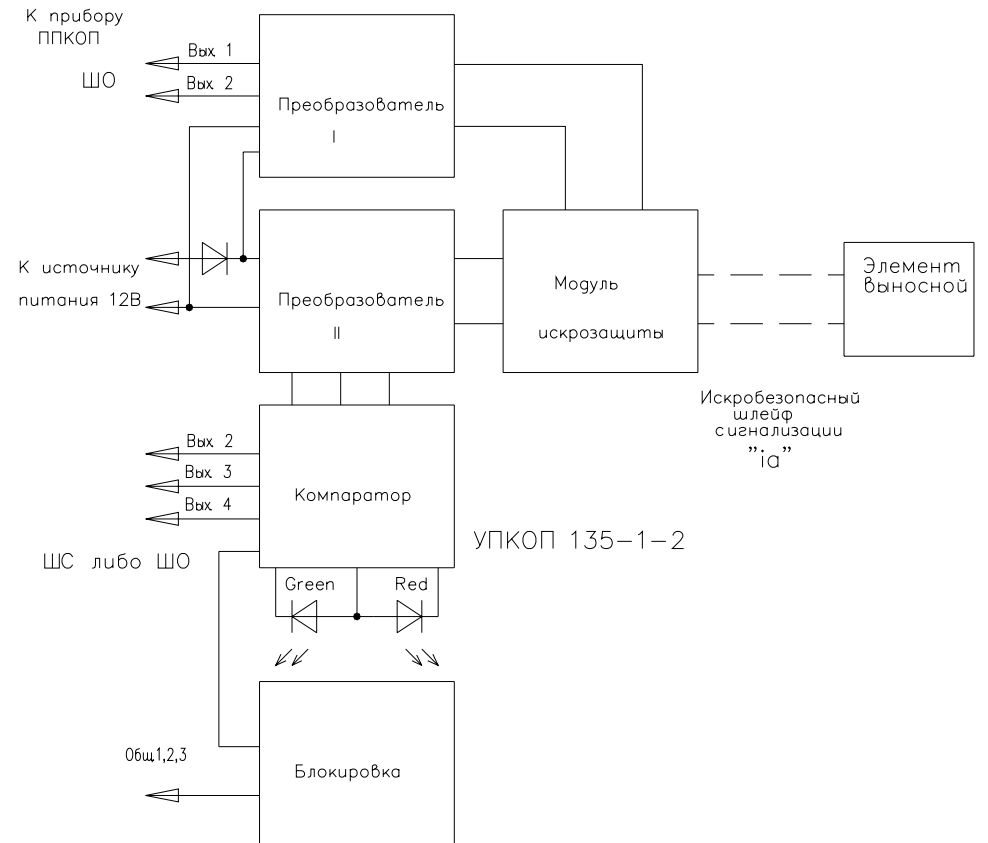 К прибору
ППКОП
Вых. 1
ШО
Вых. 2
Преобразователь
I
К источнику
питания 12В
Преобразователь
II
Модуль
искрозащиты
Элемент
выносной
Искробезопасный
шлейф
сигнализации
"ia"
Вых. 2
Вых. 3
Вых. 4
Компаратор
УПКОП 135-1-2
ШС либо ШО
Green
Red
Общ.1,2,3
Блокировка